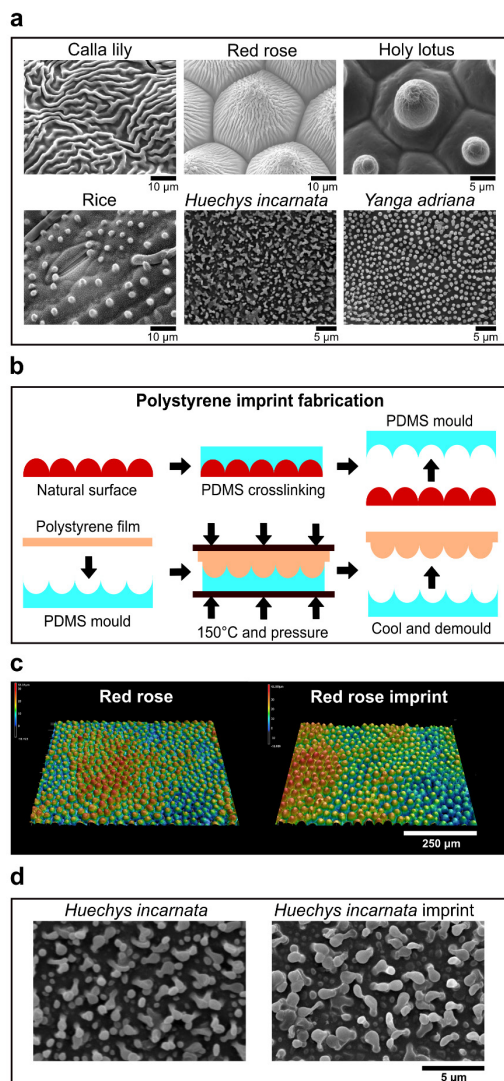 a
Calla lily
Red rose
Holy lotus
10 µm
10 µm
5 µm
Rice
Huechys incarnata
Yanga adriana
10 µm
5 µm
5 µm
b
Polystyrene imprint fabrication
PDMS mould
Natural surface
PDMS crosslinking
Polystyrene film
PDMS mould
150°C and pressure
Cool and demould
c
Red rose
Red rose imprint
250 µm
d
Huechys incarnata
Huechys incarnata imprint
5 µm